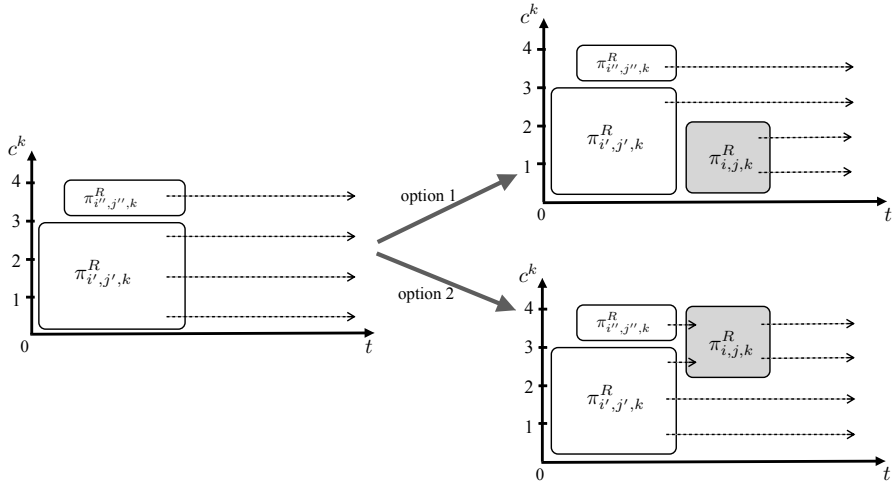 c^k
4
3
2
1
0
t
π^R_{i'',j'',k}
π^R_{i',j',k}
option 1
option 2
c^k
4
3
2
1
0
t
π^R_{i'',j'',k}
π^R_{i',j',k}
π^R_{i,j,k}
c^k
4
3
2
1
0
t
π^R_{i'',j'',k}
π^R_{i',j',k}
π^R_{i,j,k}